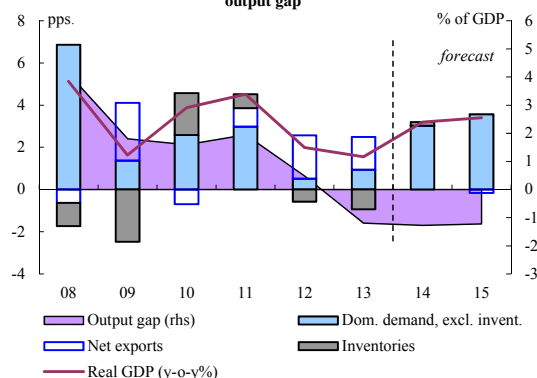 output gap
pps.
% of GDP
8
6
forecast
5
6
4
4
3
2
2
1
0
0
-1
-2
-2
-4
-3
08 09 10 11 12 13 14 15
Output gap (rhs)
Dom. demand, excl. invent.
Net exports
Inventories
Real GDP (y-o-y%)